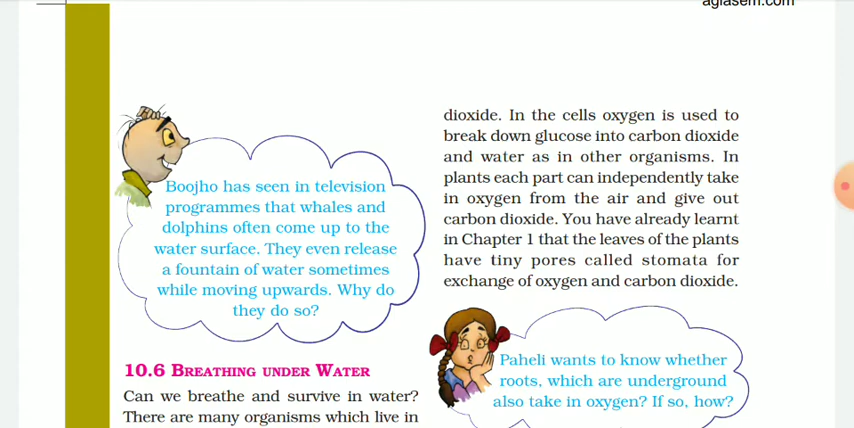 aglasem.com
Boojho has seen in television
programmes that whales and
dolphins often come up to the
water surface. They even release
a fountain of water sometimes
while moving upwards. Why do
they do so?
10.6 BREATHING UNDER WATER
Can we breathe and survive in water?
There are many organisms which live in
dioxide. In the cells oxygen is used to
break down glucose into carbon dioxide
and water as in other organisms. In
plants each part can independently take
in oxygen from the air and give out
carbon dioxide. You have already learnt
in Chapter 1 that the leaves of the plants
have tiny pores called stomata for
exchange of oxygen and carbon dioxide.
Paheli wants to know whether
roots, which are underground
also take in oxygen? If so, how?